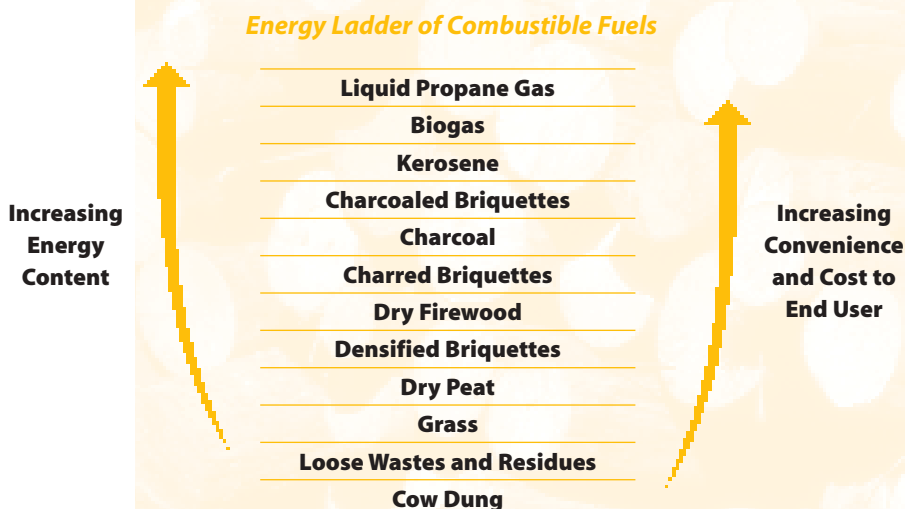 Energy Ladder of Combustible Fuels
Liquid Propane Gas
Biogas
Kerosene
Charcoaled Briquettes
Charcoal
Charred Briquettes
Dry Firewood
Densified Briquettes
Dry Peat
Grass
Loose Wastes and Residues
Cow Dung
Increasing
Energy
Content
Increasing
Convenience
and Cost to
End User